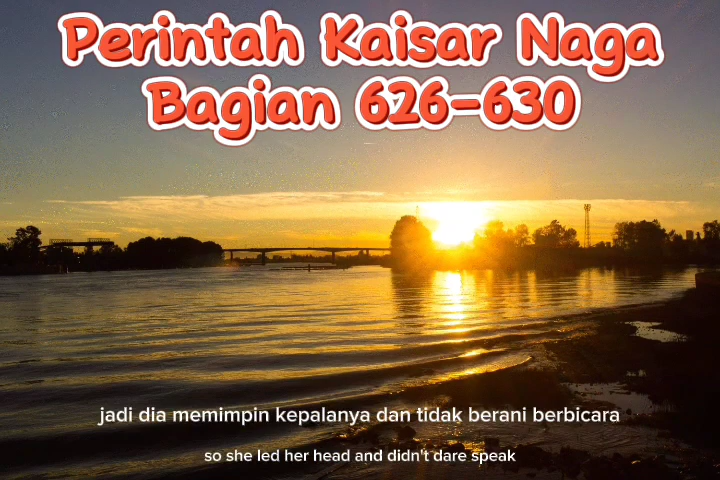 Perintah Kaisar Naga
Bagian 626-630
jadi dia memimpin kepalanya dan tidak berani berbicara
so she led her head and didn't dare speak